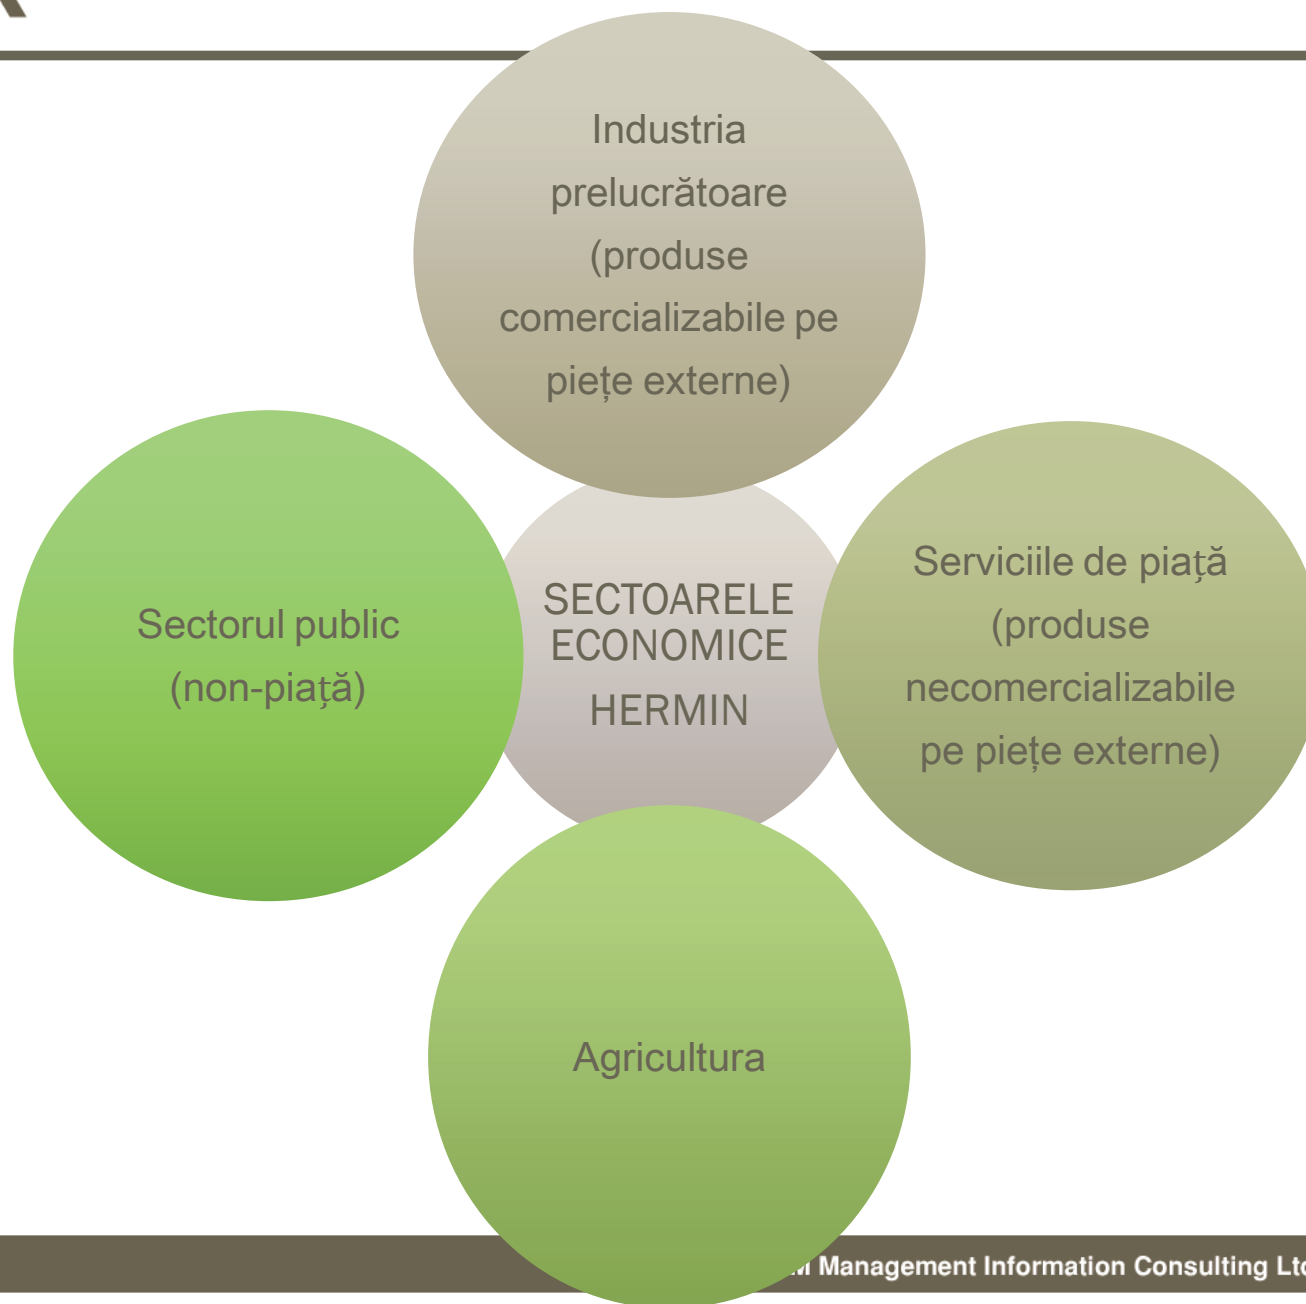 Industria
prelucrătoare
(produse
comercializabile pe
piețe externe)
Sectorul public
(non-piață)
SECTOARELE
ECONOMICE
HERMIN
Serviciile de piață
(produse
necomercializabile
pe piețe externe)
Agricultura
Management Information Consulting Ltd